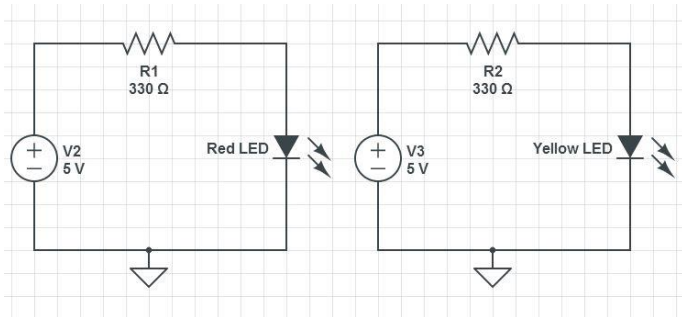 R1
330 Ω
V2
5 V
Red LED
R2
330 Ω
V3
5 V
Yellow LED